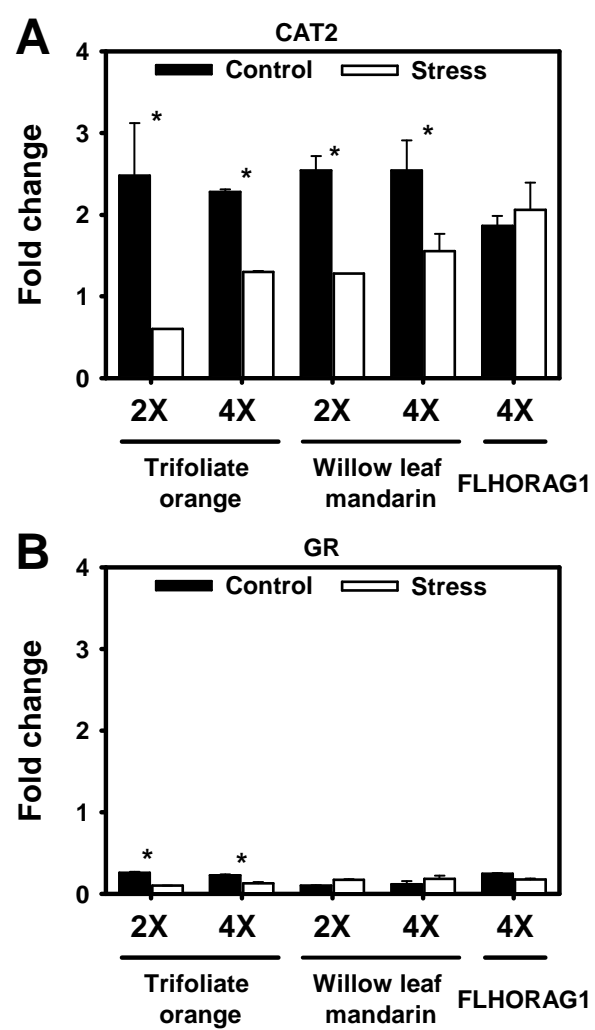 A
CAT2
4
Control Stress
*
*
*
*
3
2
1
0
Fold change
2X 4X 2X 4X 4X
Trifoliate orange
Willow leaf mandarin
FLHORAG1
B
GR
4
Control Stress
3
2
1
*
*
0
Fold change
2X 4X 2X 4X 4X
Trifoliate orange
Willow leaf mandarin
FLHORAG1